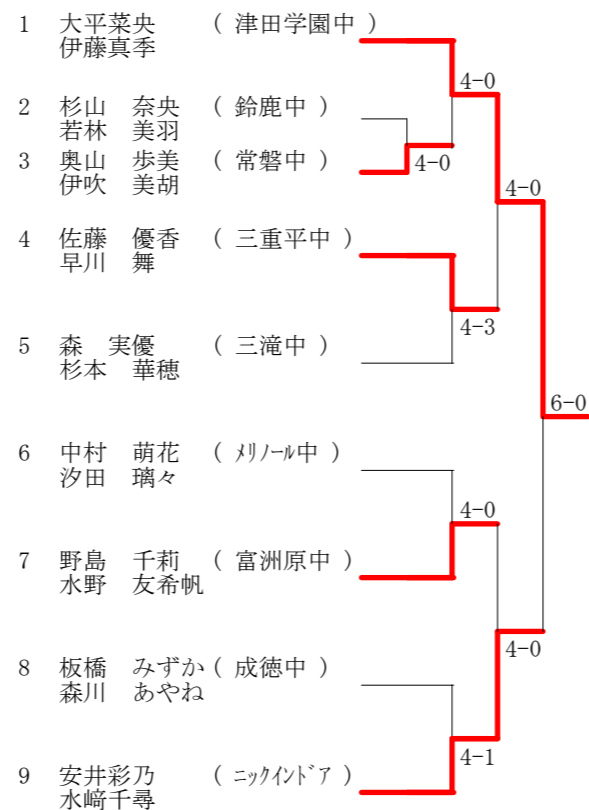 1 大平菜央 ( 津田学園中 )
伊藤真季
4-0
2 杉山 奈央 ( 鈴鹿中 )
若林 美羽
3 奥山 歩美 ( 常磐中 )
伊吹 美胡
4-0
4-0
4 佐藤 優香 ( 三重平中 )
早川 舞
4-3
5 森 実優 ( 三滝中 )
杉本 華穂
6-0
6 中村 萌花 ( ﾒﾘﾉｰﾙ中 )
汐田 璃々
4-0
7 野島 千莉 ( 富洲原中 )
水野 友希帆
4-0
8 板橋 みずか ( 成徳中 )
森川 あやね
4-1
9 安井彩乃 ( ﾆｯｸｲﾝﾄﾞｱ )
水﨑千尋